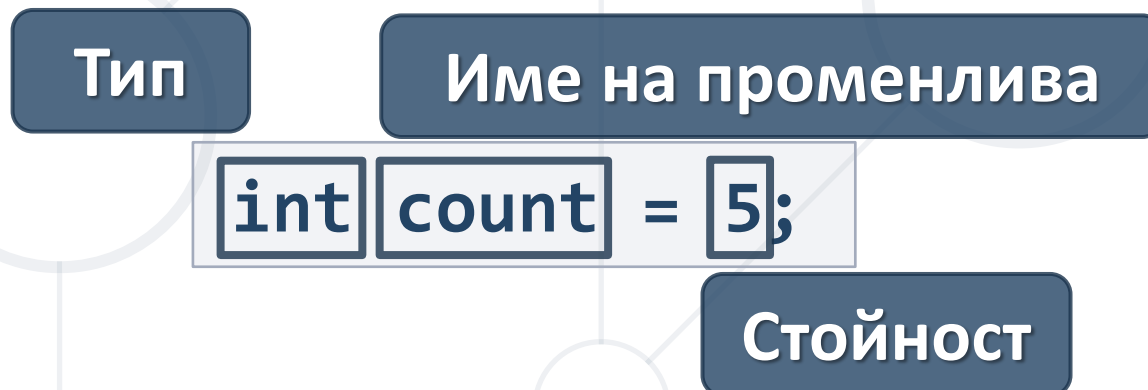 Тип
Име на променлива
int count = 5;
Стойност